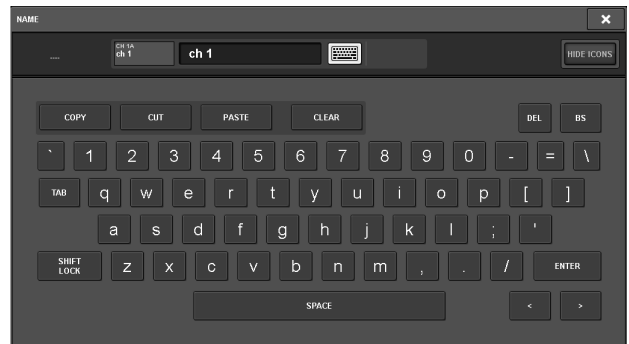 NAME ×
---- CH 1A ch 1 ch 1 HIDE ICONS
COPY CUT PASTE CLEAR DEL BS
` 1 2 3 4 5 6 7 8 9 0 - = \
TAB q w e r t y u i o p [ ]
a s d f g h j k l ; '
SHIFT LOCK z x c v b n m , . / ENTER
SPACE < >